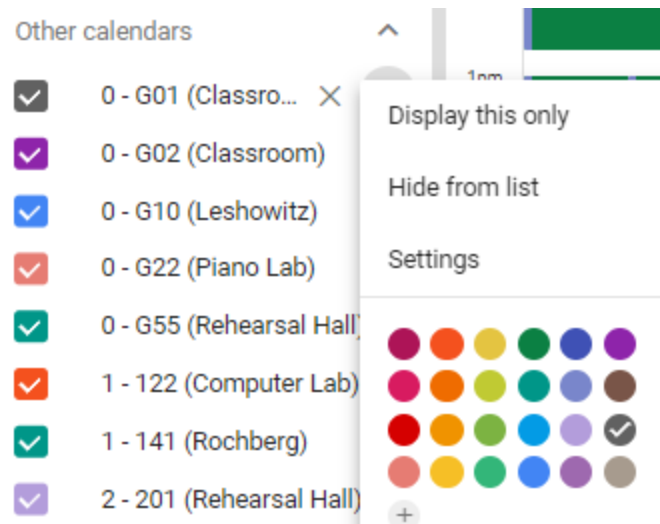 Other calendars
1pm
0 - G01 (Classro...
0 - G02 (Classroom)
0 - G10 (Leshowitz)
0 - G22 (Piano Lab)
0 - G55 (Rehearsal Hall)
1 - 122 (Computer Lab)
1 - 141 (Rochberg)
2 - 201 (Rehearsal Hall)
Display this only
Hide from list
Settings